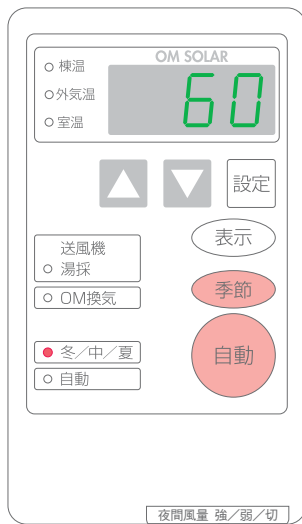 OM SOLAR
棟温
外気温
室温
60
設定
表示
送風機
湯採
季節
OM換気
自動
冬／中／夏
自動
夜間風量 強／弱／切